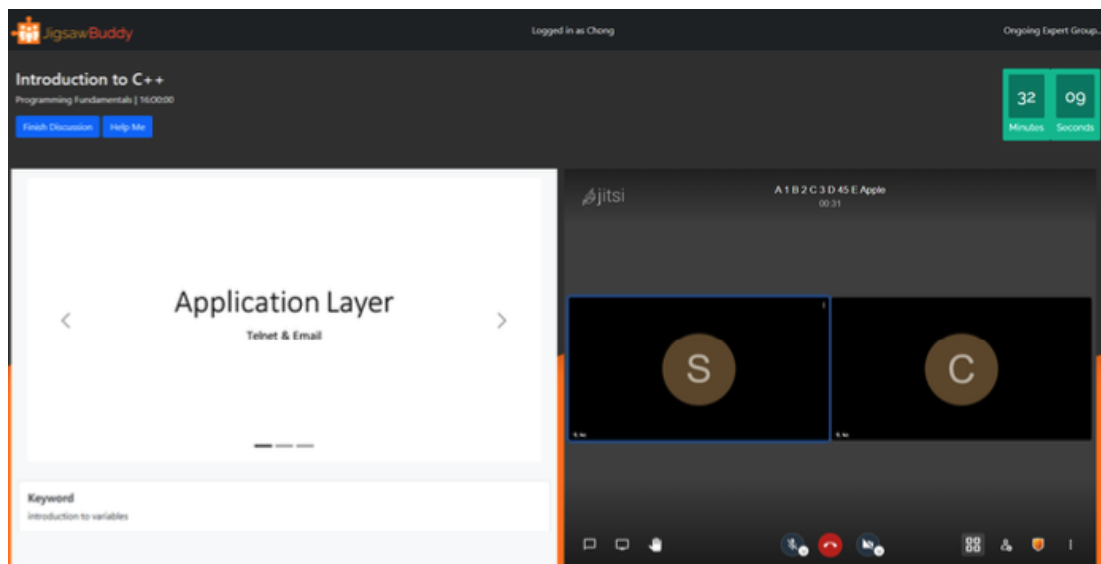 JigsawBuddy
Logged in as Chong
Ongoing Expert Group...
Introduction to C++
Programming Fundamentals | 16:00:00
Finish Discussion
Help Me
32
09
Minutes
Seconds
Application Layer
Telnet & Email
Keyword
introduction to variables
jitsi
A 1 B 2 C 3 D 45 E Apple
00:31
S
C